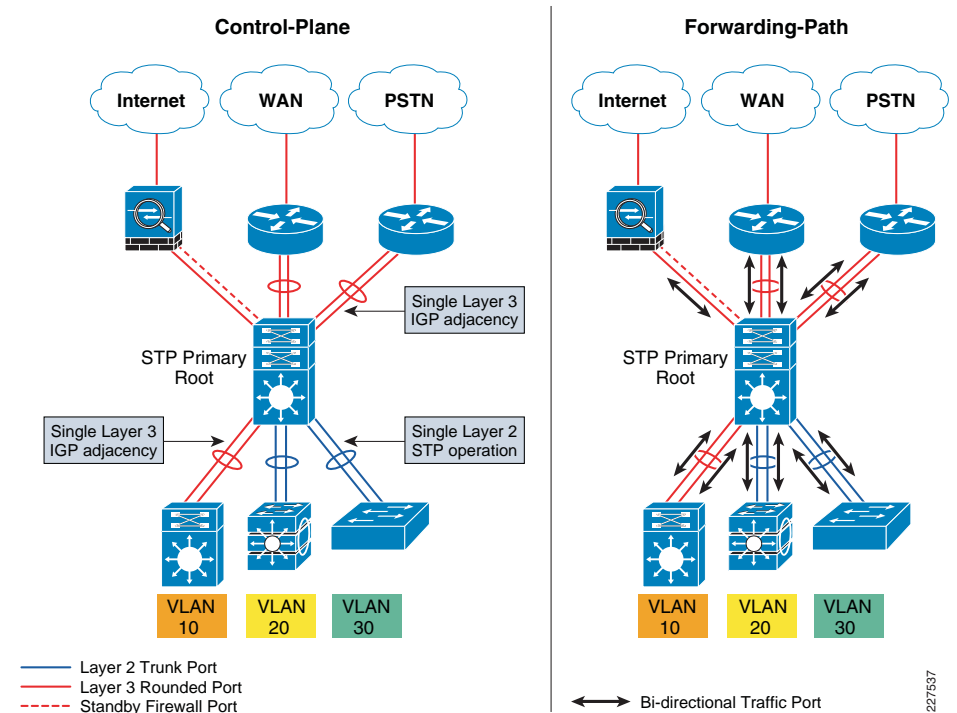 Control-Plane
Internet
WAN
PSTN
Single Layer 3
IGP adjacency
STP Primary
Root
Single Layer 3
IGP adjacency
Single Layer 2
STP operation
VLAN
10
VLAN
20
VLAN
30
Layer 2 Trunk Port
Layer 3 Rounded Port
Standby Firewall Port
Forwarding-Path
Internet
WAN
PSTN
STP Primary
Root
VLAN
10
VLAN
20
VLAN
30
Bi-directional Traffic Port
227537